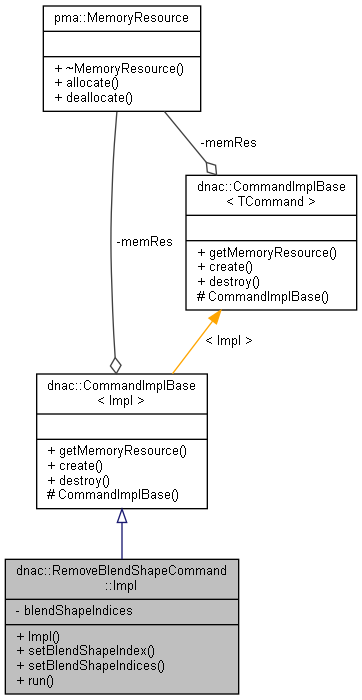 pma::MemoryResource
+ ~MemoryResource()
+ allocate()
+ deallocate()
-memRes
dnac::CommandImplBase
< TCommand >
+ getMemoryResource()
+ create()
+ destroy()
# CommandImplBase()
-memRes
< Impl >
dnac::CommandImplBase
< Impl >
+ getMemoryResource()
+ create()
+ destroy()
# CommandImplBase()
dnac::RemoveBlendShapeCommand
::Impl
- blendShapeIndices
+ Impl()
+ setBlendShapeIndex()
+ setBlendShapeIndices()
+ run()